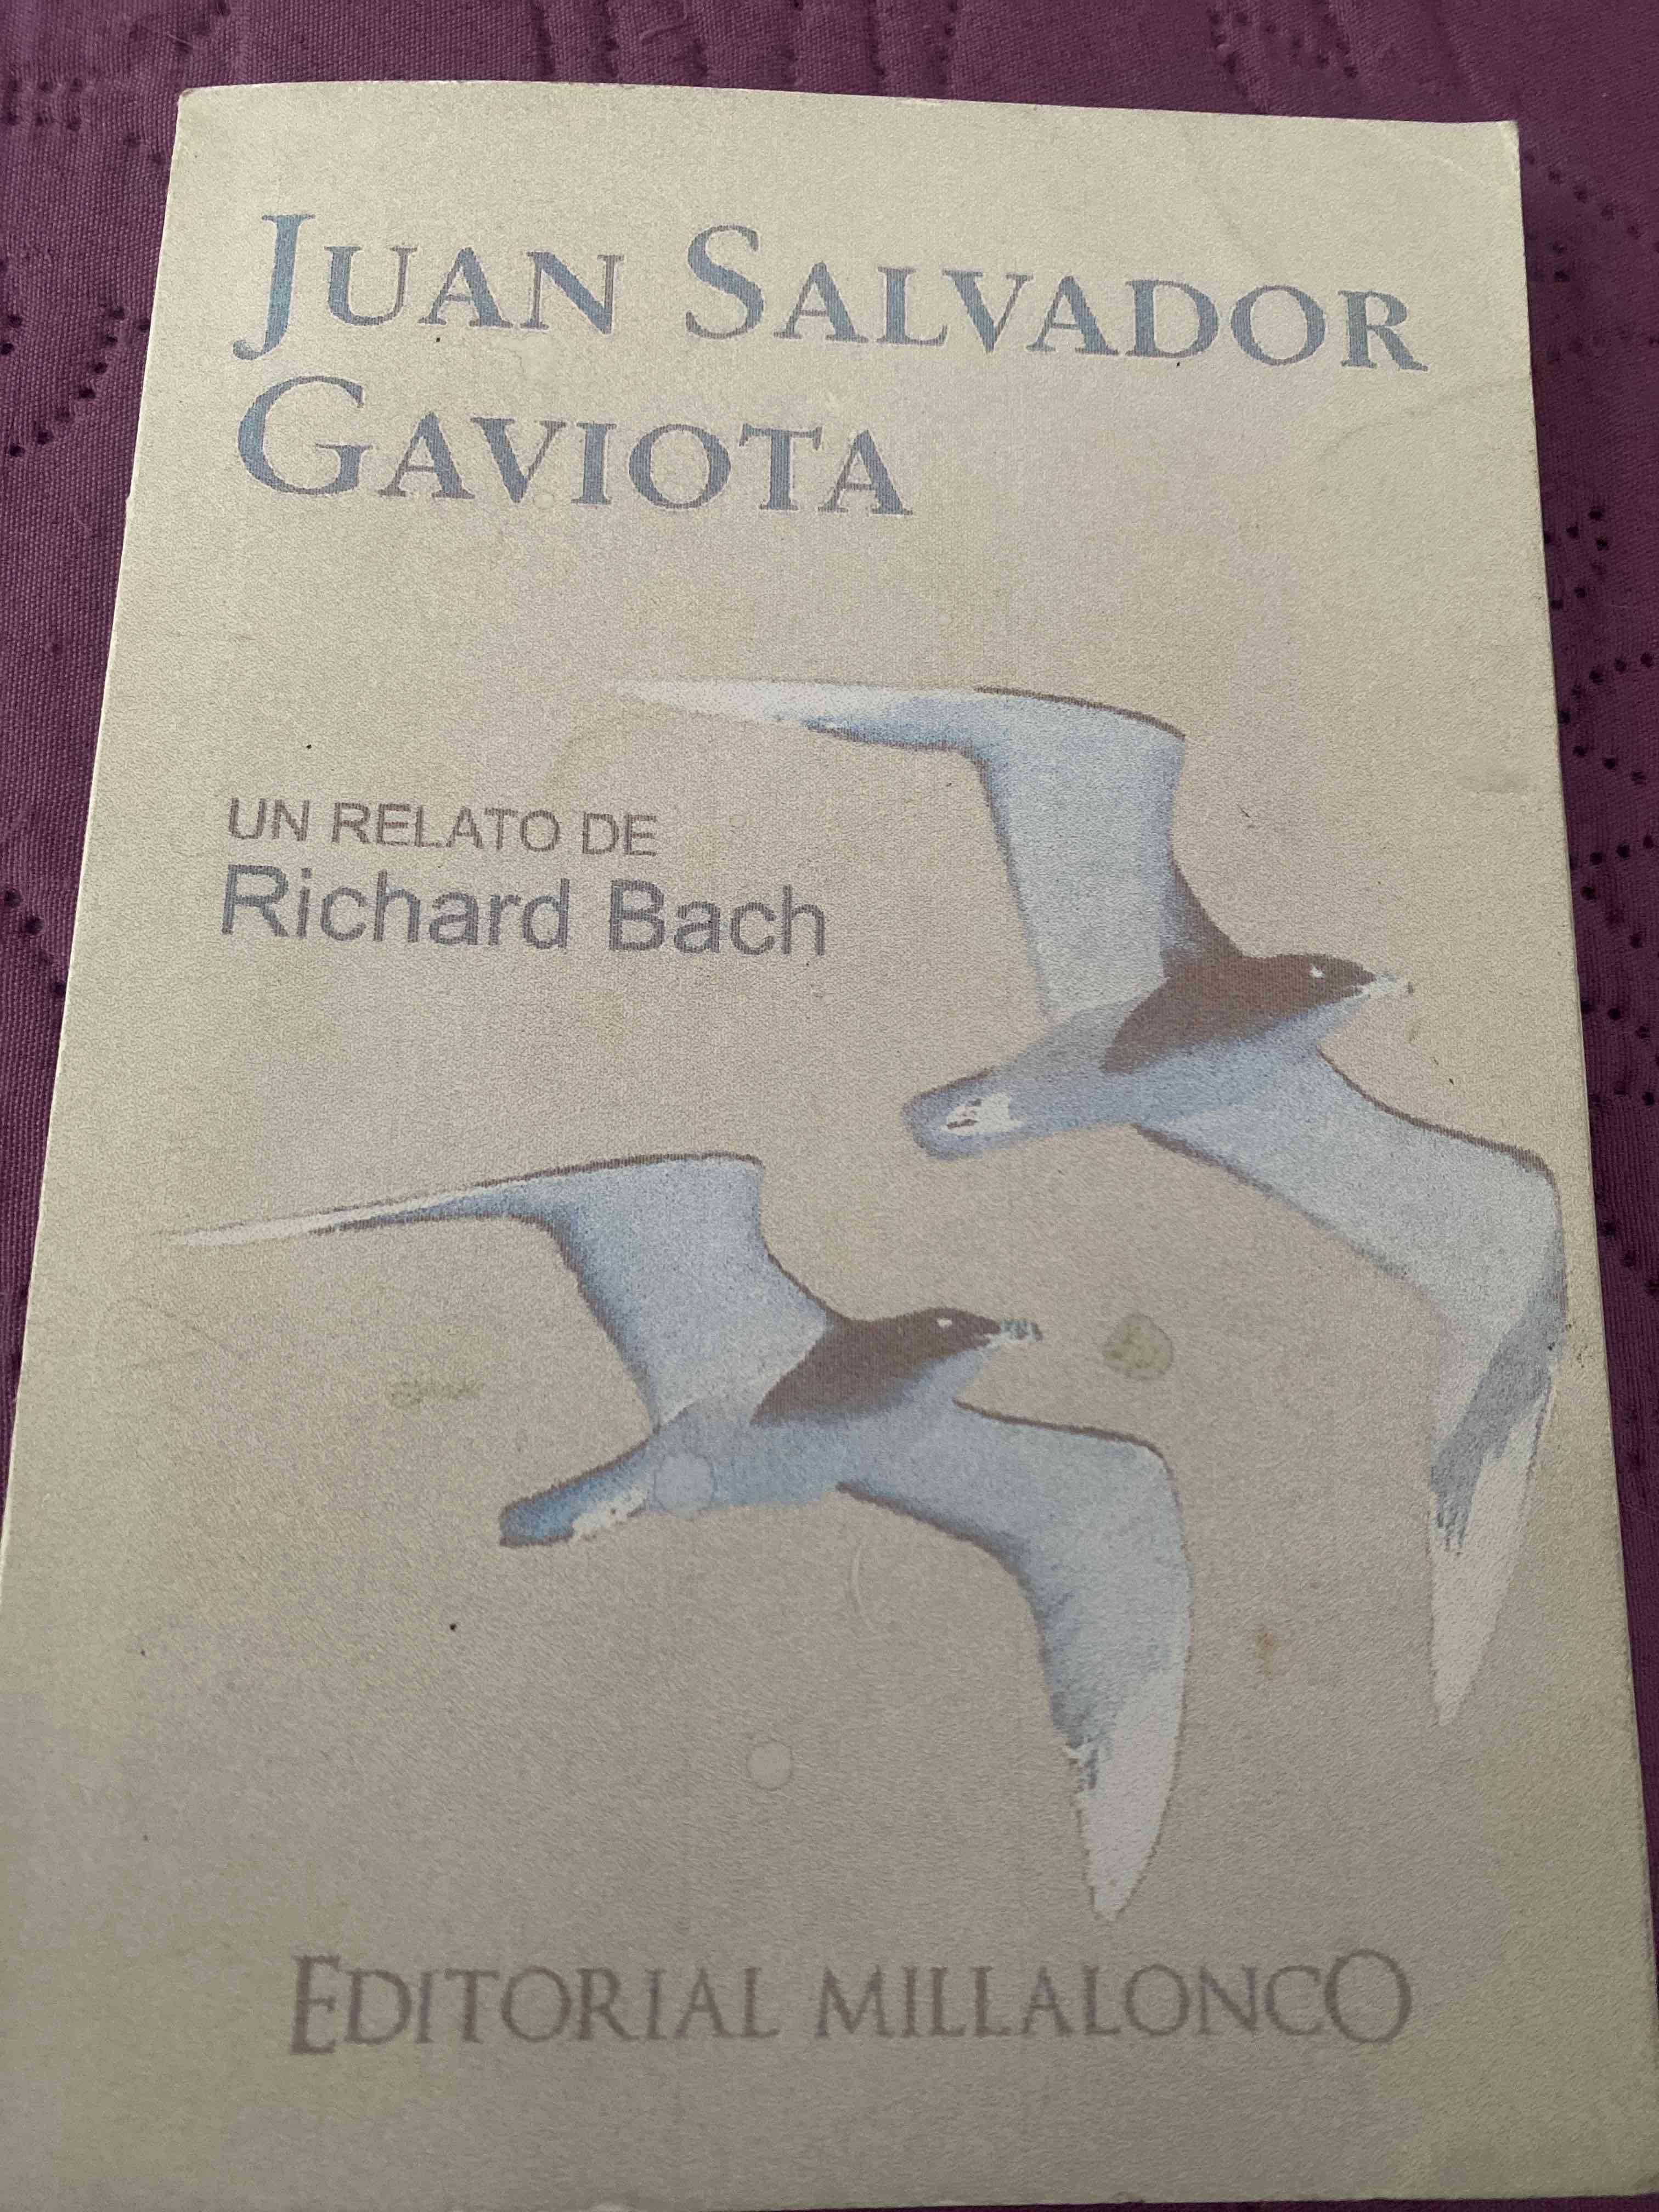 JUAN SALVADOR
GAVIOTA
UN RELATO DE
Richard Bach
EDITORIAL MILLALONCO